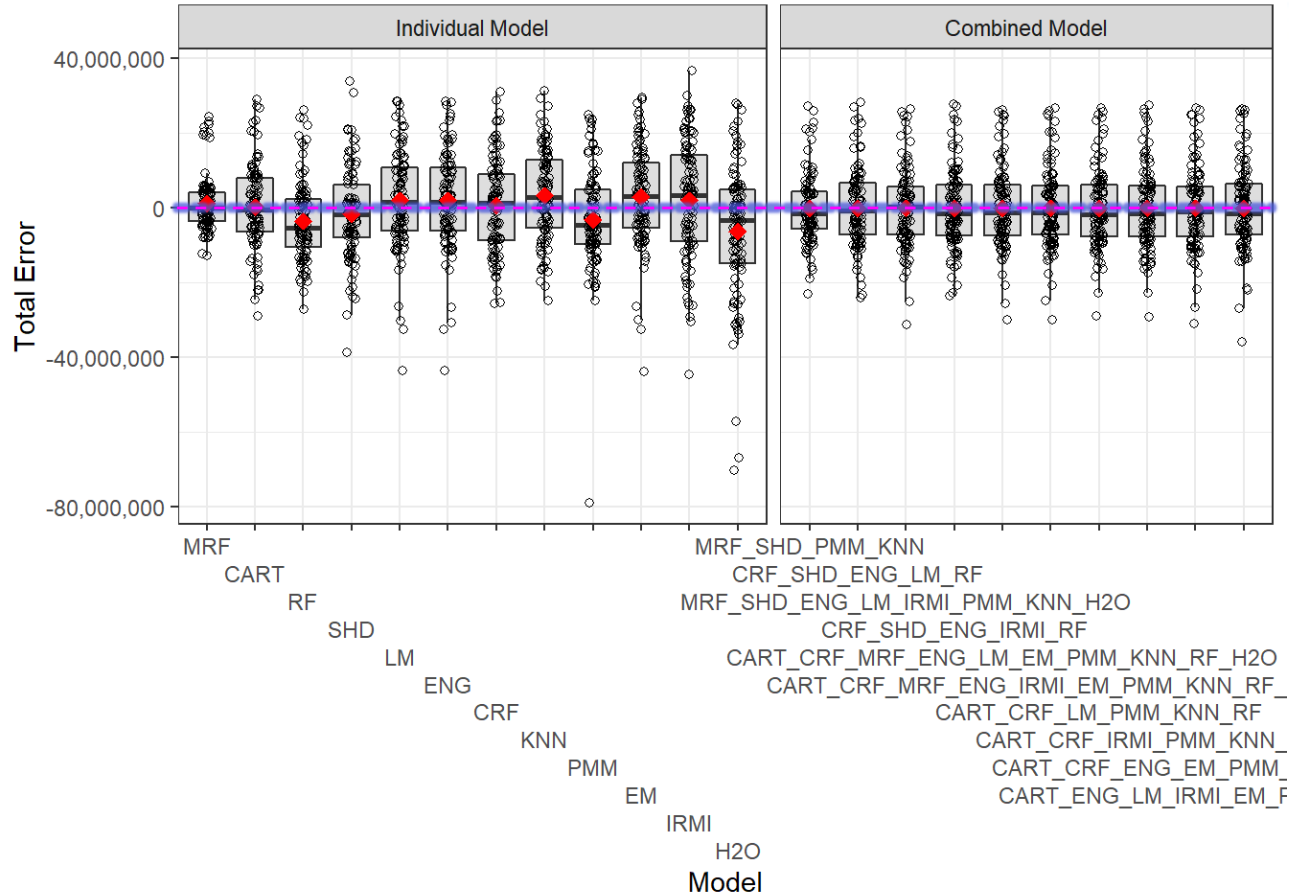 Individual Model
Combined Model
40,000,000
0
-40,000,000
-80,000,000
Total Error
MRF
CART
RF
SHD
LM
ENG
CRF
KNN
PMM
EM
IRMI
H2O
MRF_SHD_PMM_KNN
CRF_SHD_ENG_LM_RF
MRF_SHD_ENG_LM_IRMI_PMM_KNN_H2O
CRF_SHD_ENG_IRMI_RF
CART_CRF_MRF_ENG_LM_EM_PMM_KNN_RF_H2O
CART_CRF_MRF_ENG_IRMI_EM_PMM_KNN_RF_
CART_CRF_LM_PMM_KNN_RF
CART_CRF_IRMI_PMM_KNN_
CART_CRF_ENG_EM_PMM_
CART_ENG_LM_IRMI_EM_
Model